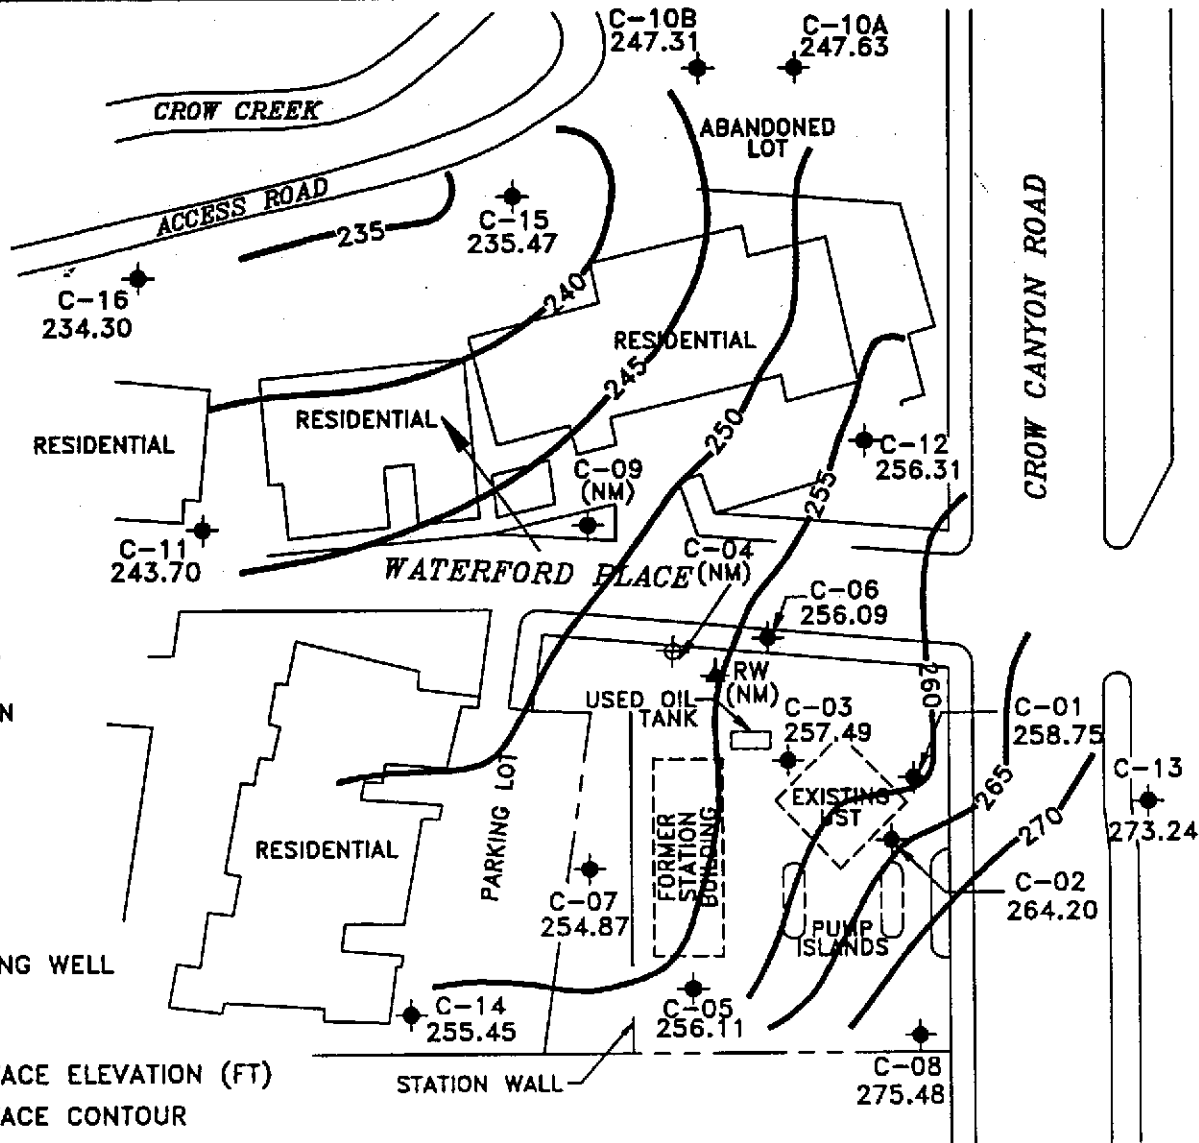 C-10B
247.31
C-10A
247.63
CROW CREEK
ABANDONED
LOT
ACCESS ROAD
235
C-15
235.47
CROW CANYON ROAD
C-16
234.30
240
RESIDENTIAL
245
RESIDENTIAL
RESIDENTIAL
250
C-12
256.31
C-09
(NM)
255
C-11
243.70
C-04
(NM)
WATERFORD PLACE
C-06
256.09
RW
(NM)
260
USED OIL
TANK
C-03
257.49
C-01
258.75
C-13
273.24
265
270
EXISTING
UST
PARKING LOT
FORMER
STATION
BUILDING
RESIDENTIAL
C-02
264.20
C-07
254.87
PUMP
ISLANDS
N
NG WELL
C-14
255.45
C-05
256.11
C-08
275.48
STATION WALL
ACE ELEVATION (FT)
ACE CONTOUR